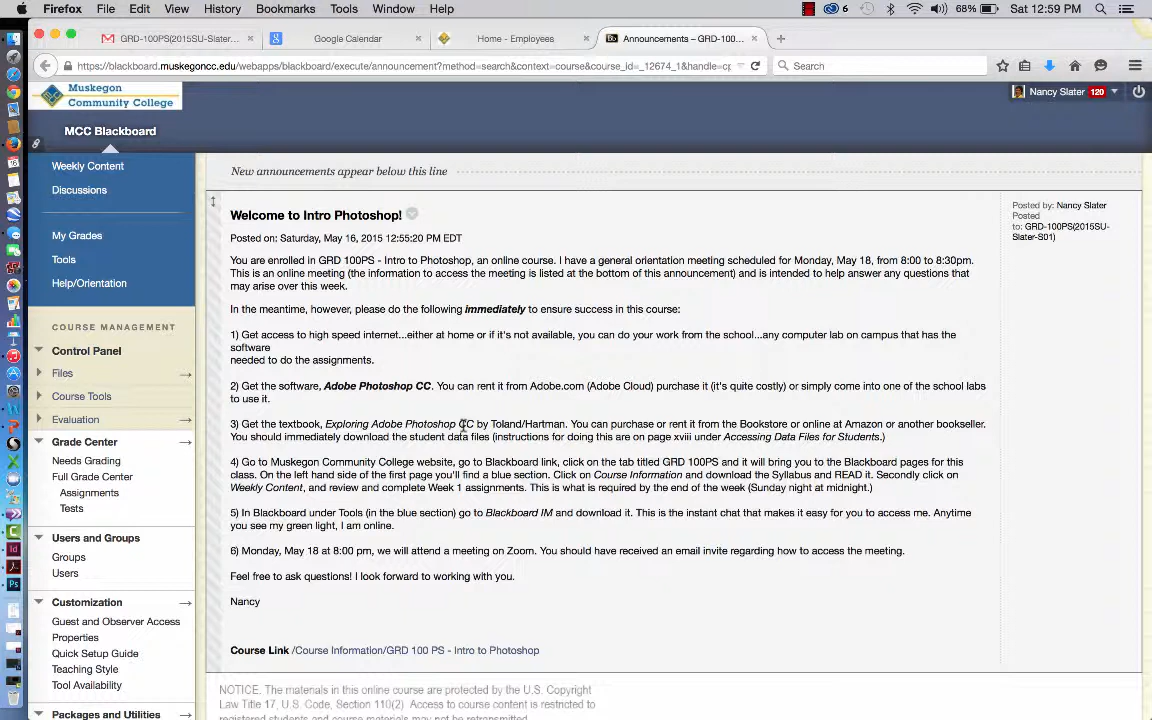 Firefox File Edit View History Bookmarks Tools Window Help 6 68% Sat 12:59 PM
GRD-100PS(2015SU-Slater-... Google Calendar Home - Employees Announcements – GRD-100...
https://blackboard.muskegoncc.edu/webapps/blackboard/execute/announcement?method=search&context=course&course_id=_12674_1&handle=cp Search
Muskegon
Community College
Nancy Slater 120
MCC Blackboard
Weekly Content
Discussions
My Grades
Tools
Help/Orientation
COURSE MANAGEMENT
Control Panel
Files
Course Tools
Evaluation
Grade Center
Needs Grading
Full Grade Center
Assignments
Tests
Users and Groups
Groups
Users
Customization
Guest and Observer Access
Properties
Quick Setup Guide
Teaching Style
Tool Availability
Packages and Utilities
New announcements appear below this line
Welcome to Intro Photoshop!
Posted on: Saturday, May 16, 2015 12:55:20 PM EDT
You are enrolled in GRD 100PS - Intro to Photoshop, an online course. I have a general orientation meeting scheduled for Monday, May 18, from 8:00 to 8:30pm.
This is an online meeting (the information to access the meeting is listed at the bottom of this announcement) and is intended to help answer any questions that
may arise over this week.
In the meantime, however, please do the following immediately to ensure success in this course:
1) Get access to high speed internet...either at home or if it's not available, you can do your work from the school...any computer lab on campus that has the
software
needed to do the assignments.
2) Get the software, Adobe Photoshop CC. You can rent it from Adobe.com (Adobe Cloud) purchase it (it's quite costly) or simply come into one of the school labs
to use it.
3) Get the textbook, Exploring Adobe Photoshop CC by Toland/Hartman. You can purchase or rent it from the Bookstore or online at Amazon or another bookseller.
You should immediately download the student data files (instructions for doing this are on page xviii under Accessing Data Files for Students.)
4) Go to Muskegon Community College website, go to Blackboard link, click on the tab titled GRD 100PS and it will bring you to the Blackboard pages for this
class. On the left hand side of the first page you'll find a blue section. Click on Course Information and download the Syllabus and READ it. Secondly click on
Weekly Content, and review and complete Week 1 assignments. This is what is required by the end of the week (Sunday night at midnight.)
5) In Blackboard under Tools (in the blue section) go to Blackboard IM and download it. This is the instant chat that makes it easy for you to access me. Anytime
you see my green light, I am online.
6) Monday, May 18 at 8:00 pm, we will attend a meeting on Zoom. You should have received an email invite regarding how to access the meeting.
Feel free to ask questions! I look forward to working with you.
Nancy
Course Link /Course Information/GRD 100 PS - Intro to Photoshop
Posted by: Nancy Slater
Posted
to: GRD-100PS(2015SU-
Slater-S01)
NOTICE. The materials in this online course are protected by the U.S. Copyright
Law Title 17, U.S. Code, Section 110(2). Access to course content is restricted to
registered students and course materials may not be retransmitted